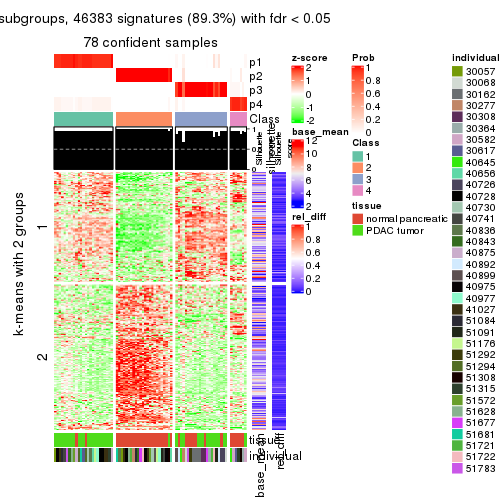 subgroups, 46383 signatures (89.3%) with fdr < 0.05
78 confident samples
p1
p2
p3
p4
Class
1
0
silhouette
score
k-means with 2 groups
1
2
tissue
individual
base_mean
rel_diff
z-score
2
1
0
-1
-2
base_mean
12
10
8
6
4
2
rel_diff
1
0.8
0.6
0.4
0.2
0
Prob
1
0.8
0.6
0.4
0.2
0
Class
1
2
3
4
tissue
normal pancreatic
PDAC tumor
individual
30057
30068
30162
30277
30308
30364
30582
30617
40645
40656
40726
40728
40730
40741
40836
40843
40875
40892
40899
40975
40977
41027
51084
51091
51176
51292
51294
51308
51315
51572
51628
51677
51681
51721
51722
51783